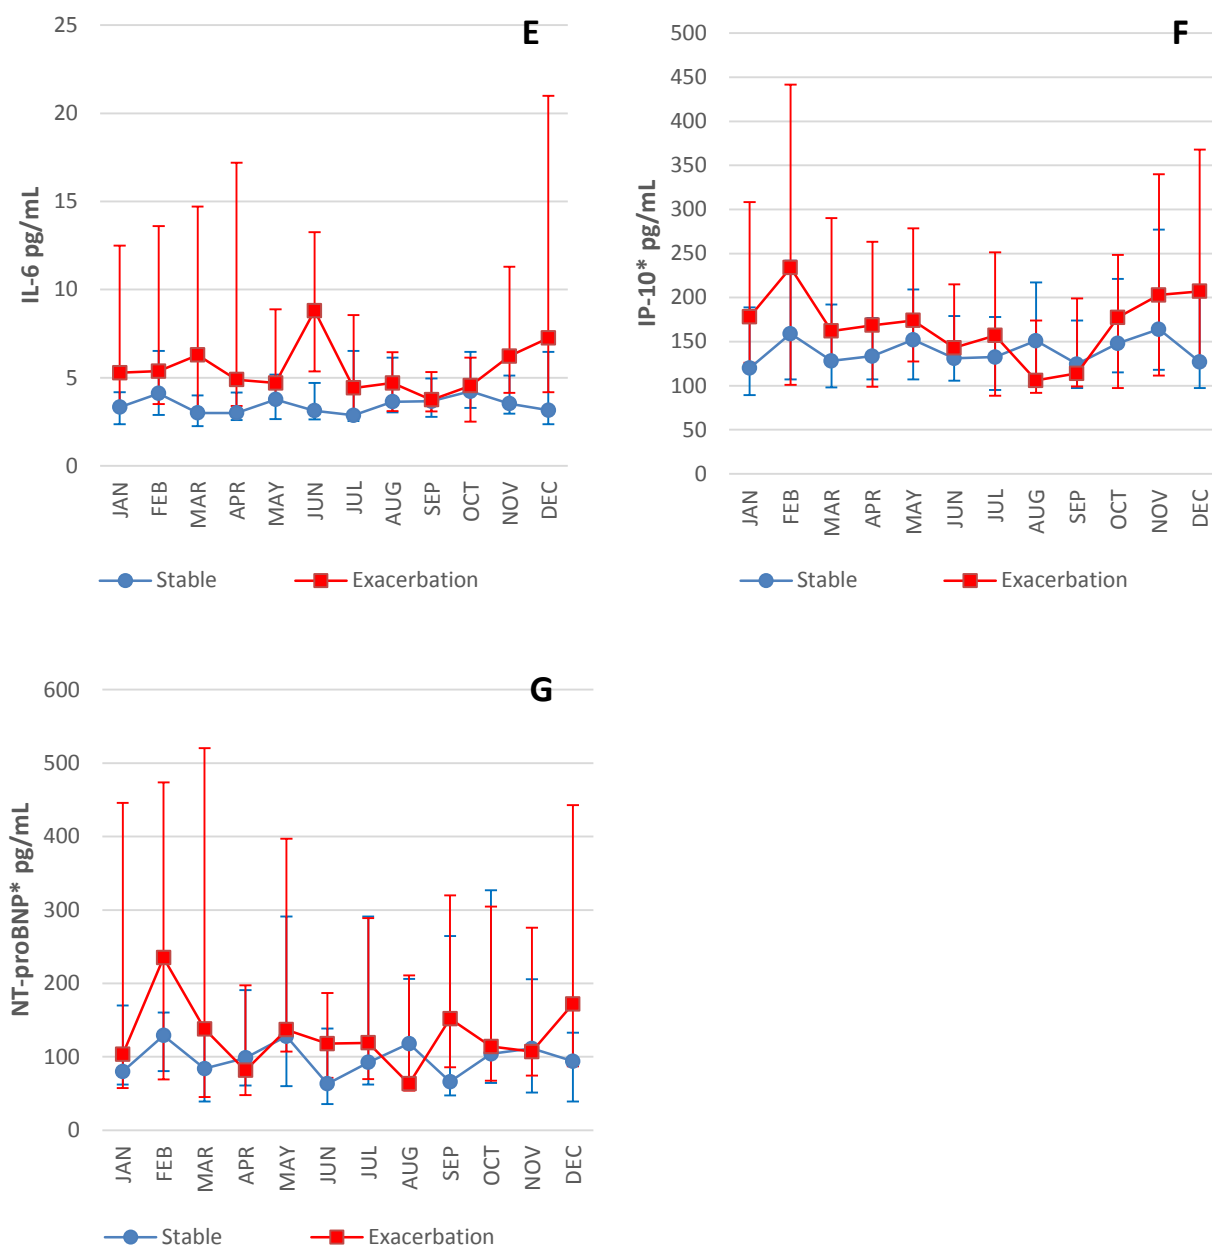 E
25
20
15
10
5
0
IL-6 pg/mL
JAN FEB MAR APR MAY JUN JUL AUG SEP OCT NOV DEC
Stable Exacerbation
F
500
450
400
350
300
250
200
150
100
50
0
IP-10* pg/mL
JAN FEB MAR APR MAY JUN JUL AUG SEP OCT NOV DEC
Stable Exacerbation
G
600
500
400
300
200
100
0
NT-proBNP* pg/mL
JAN FEB MAR APR MAY JUN JUL AUG SEP OCT NOV DEC
Stable Exacerbation